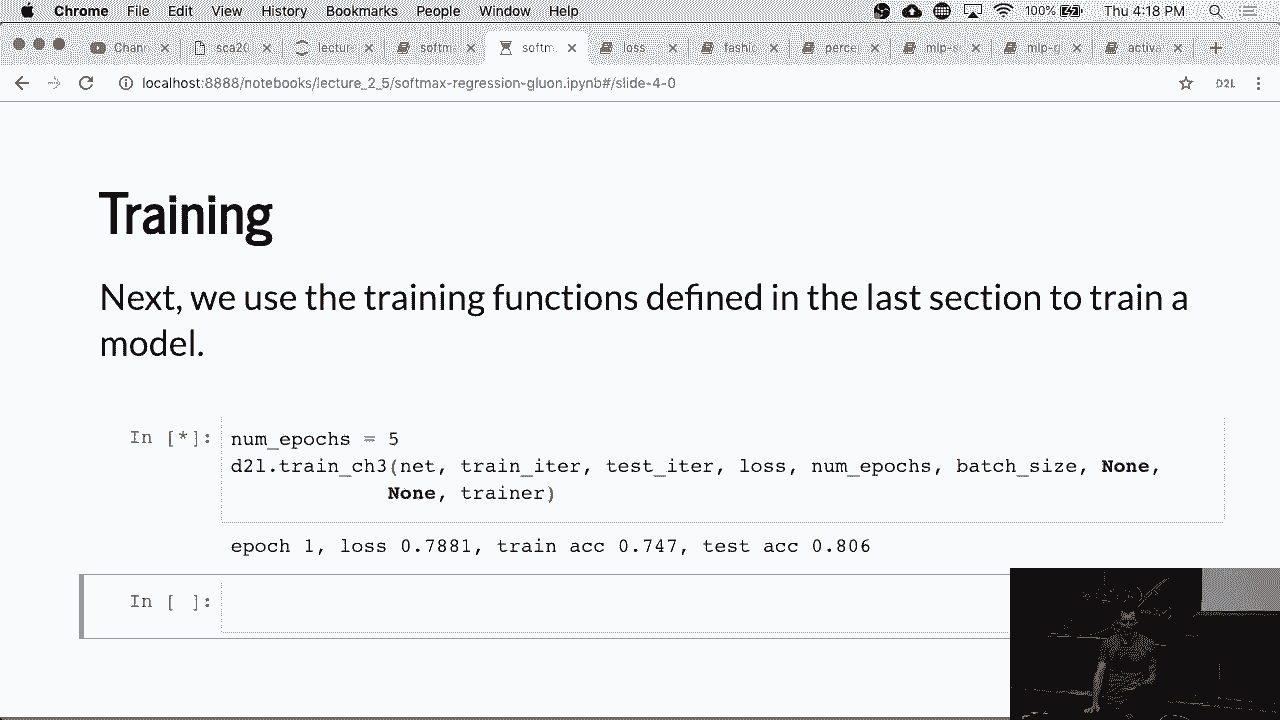 Chrome File Edit View History Bookmarks People Window Help 100% Thu 4:18 PM
Chann sca20 lectur softm softm loss fashio perce mlp-s mlp-g activa
localhost:8888/notebooks/lecture_2_5/softmax-regression-gluon.ipynb#/slide-4-0 D2L
Training
Next, we use the training functions defined in the last section to train a
model.
In [*]: num_epochs = 5
d2l.train_ch3(net, train_iter, test_iter, loss, num_epochs, batch_size, None,
None, trainer)
epoch 1, loss 0.7881, train acc 0.747, test acc 0.806
In [ ]: